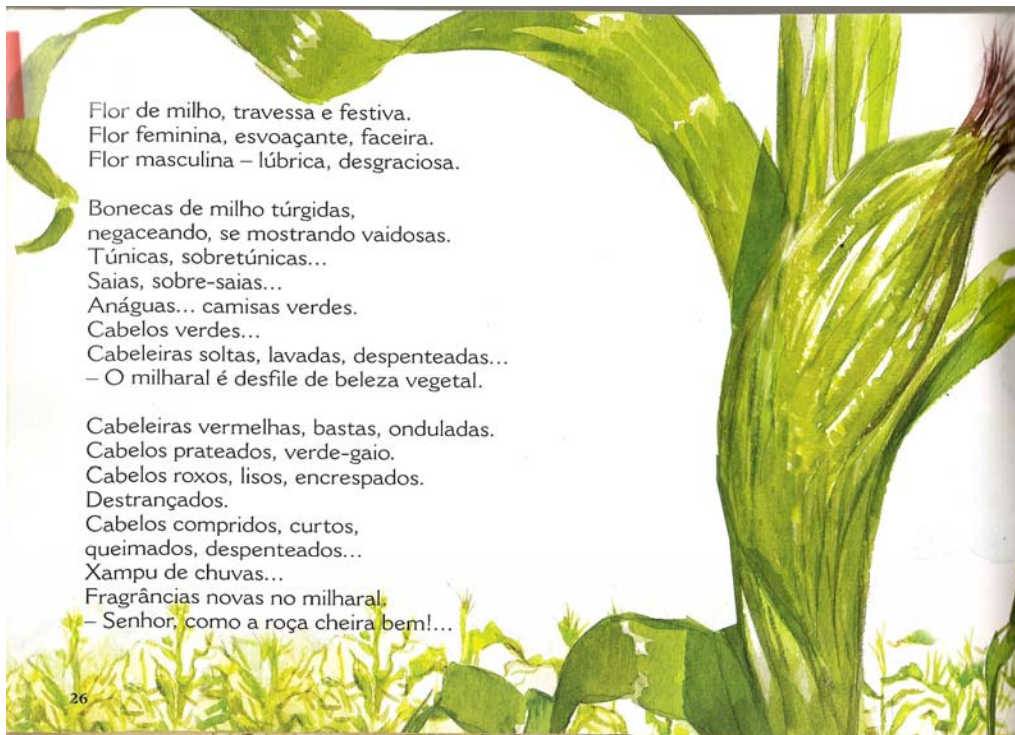 Flor de milho, travessa e festiva.
Flor feminina, esvoaçante, faceira.
Flor masculina – lúbrica, desgraciosa.
Bonecas de milho túrgidas,
negaceando, se mostrando vaidosas.
Túnicas, sobretúnicas...
Saias, sobre-saias...
Anáguas... camisas verdes.
Cabelos verdes...
Cabeleiras soltas, lavadas, despenteadas...
– O milharal é desfile de beleza vegetal.
Cabeleiras vermelhas, bastas, onduladas.
Cabelos prateados, verde-gaio.
Cabelos roxos, lisos, encrespados.
Destrançados.
Cabelos compridos, curtos,
queimados, despenteados...
Xampu de chuvas...
Fragrâncias novas no milharal.
– Senhor, como a roça cheira bem!...
26